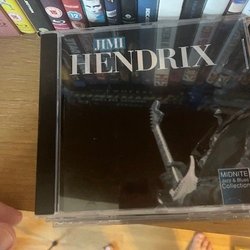 JIMI
HENDRIX
MIDNITE
Jazz & Blues
Collection